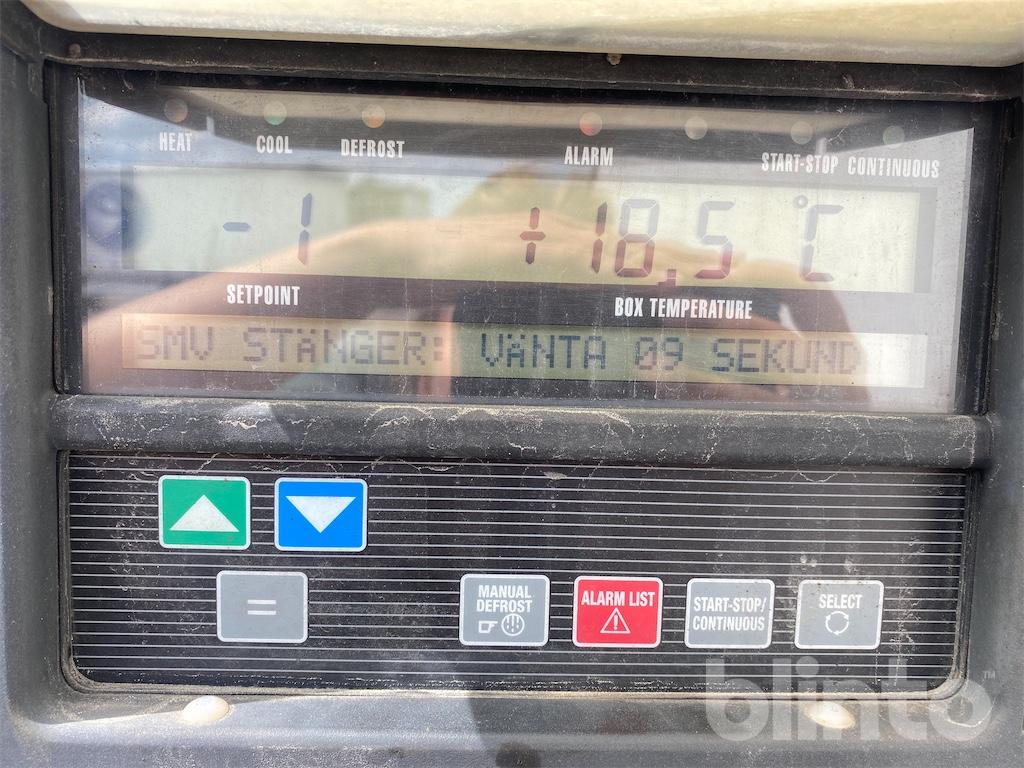 HEAT COOL DEFROST ALARM START-STOP CONTINUOUS
-1 +18,5 °C
SETPOINT BOX TEMPERATURE
SMV STÄNGER: VÄNTA 09 SEKUND
=
MANUAL
DEFROST
ALARM LIST
START-STOP/
CONTINUOUS
SELECT
blinto™